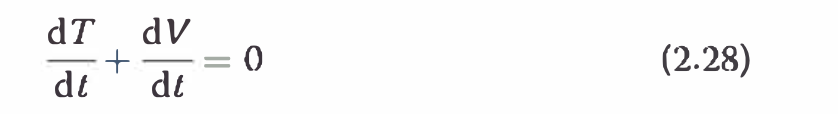 dT/dt + dV/dt = 0 (2.28)